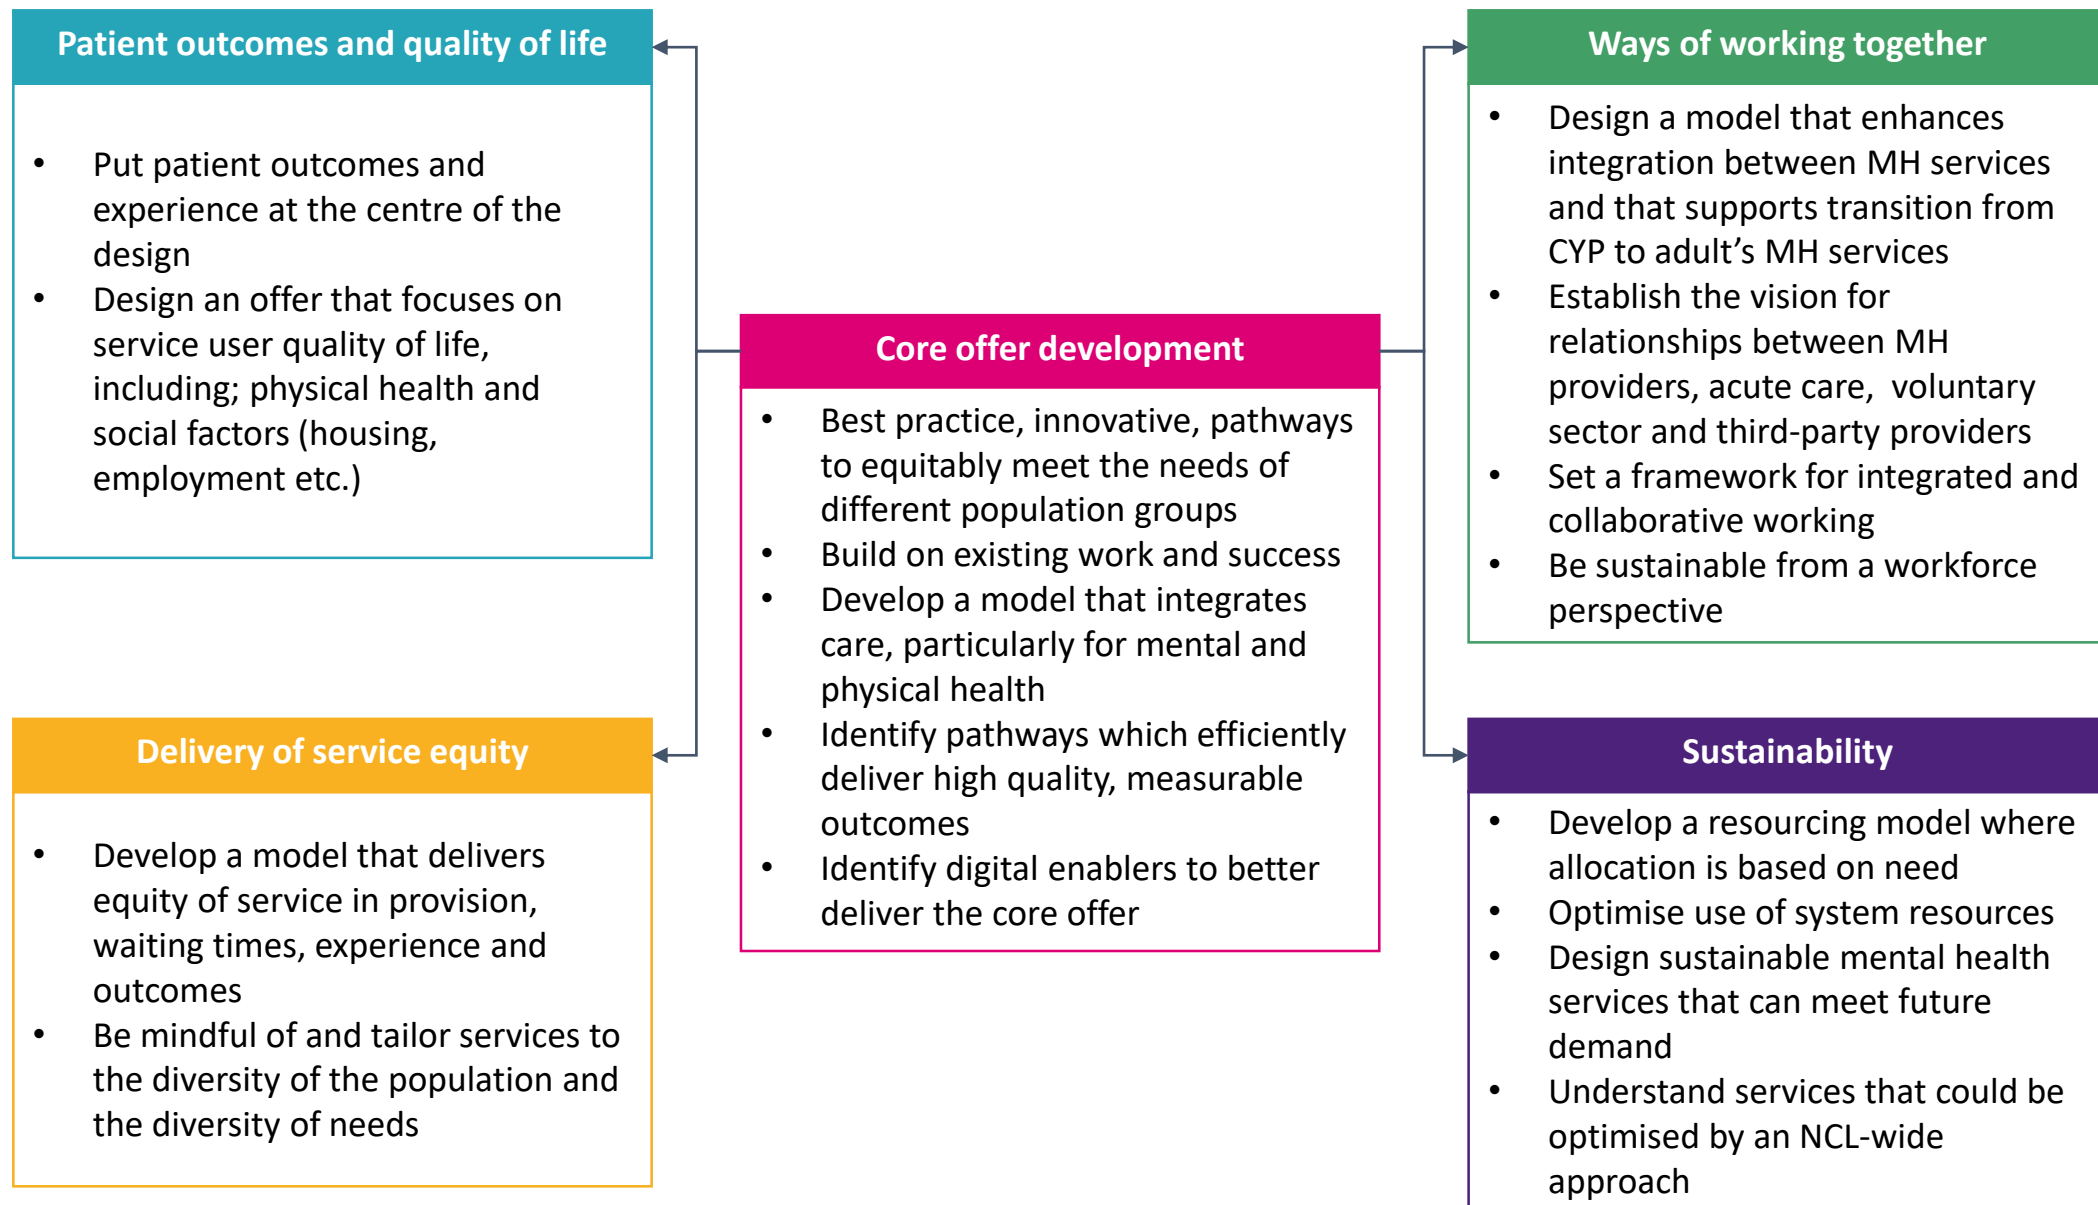 Patient outcomes and quality of life
• Put patient outcomes and
experience at the centre of the
design
• Design an offer that focuses on
service user quality of life,
including; physical health and
social factors (housing,
employment etc.)
Delivery of service equity
• Develop a model that delivers
equity of service in provision,
waiting times, experience and
outcomes
• Be mindful of and tailor services to
the diversity of the population and
the diversity of needs
Core offer development
• Best practice, innovative, pathways
to equitably meet the needs of
different population groups
• Build on existing work and success
• Develop a model that integrates
care, particularly for mental and
physical health
• Identify pathways which efficiently
deliver high quality, measurable
outcomes
• Identify digital enablers to better
deliver the core offer
Ways of working together
• Design a model that enhances
integration between MH services
and that supports transition from
CYP to adult’s MH services
• Establish the vision for
relationships between MH
providers, acute care, voluntary
sector and third-party providers
• Set a framework for integrated and
collaborative working
• Be sustainable from a workforce
perspective
Sustainability
• Develop a resourcing model where
allocation is based on need
• Optimise use of system resources
• Design sustainable mental health
services that can meet future
demand
• Understand services that could be
optimised by an NCL-wide
approach